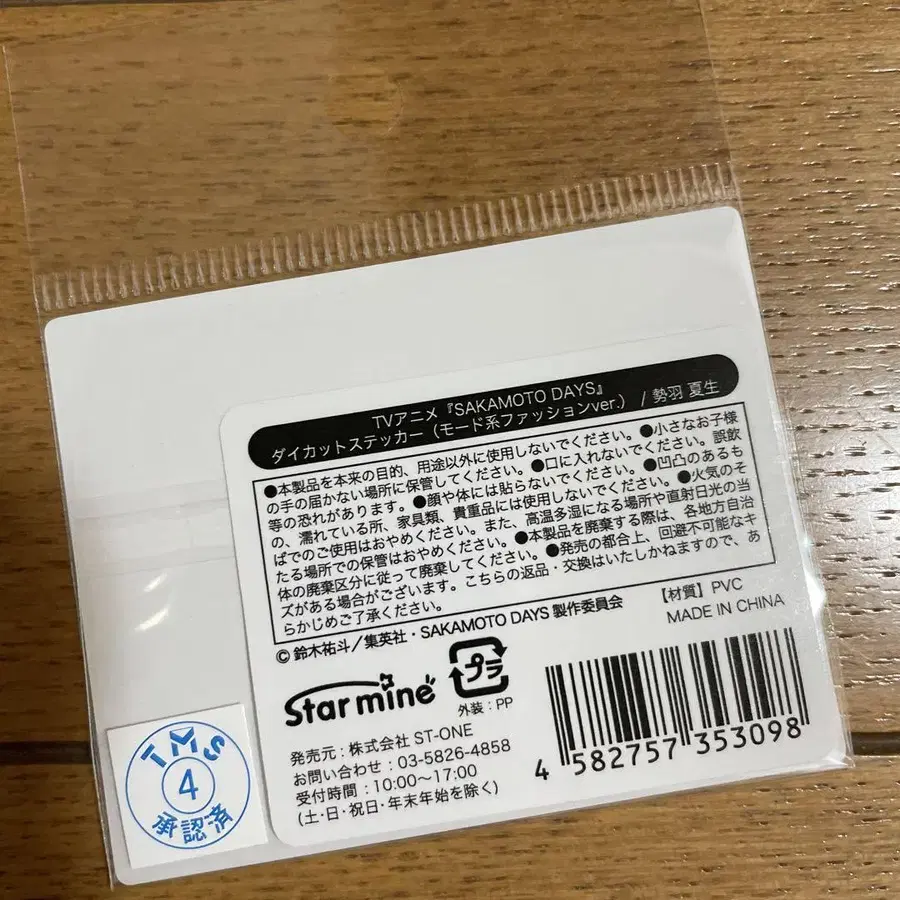 TVアニメ『SAKAMOTO DAYS』
ダイカットステッカー（モード系ファッションver.） / 勢羽 夏生
●本製品を本来の目的、用途以外に使用しないでください。●小さなお子様
の手の届かない場所に保管してください。●口に入れないでください。誤飲
等の恐れがあります。●顔や体には貼らないでください。●凹凸のあるも
の、濡れている所、家具類、貴重品には使用しないでください。●火気のそ
ばでのご使用はおやめください。また、高温多湿になる場所や直射日光の当
たる場所での保管はおやめください。●本製品を廃棄する際は、各地方自治
体の廃棄区分に従って廃棄してください。●発売の都合上、回避不可能なキ
ズがある場合がございます。こちらの返品・交換はいたしかねますので、あ
らかじめご了承ください。
© 鈴木祐斗／集英社・SAKAMOTO DAYS 製作委員会
【材質】PVC
MADE IN CHINA
Star mine
プラ
外装：PP
発売元：株式会社 ST-ONE
お問い合わせ：03-5826-4858
受付時間：10:00〜17:00
(土・日・祝日・年末年始を除く)
4 582757 353098
TMS
4
承認済